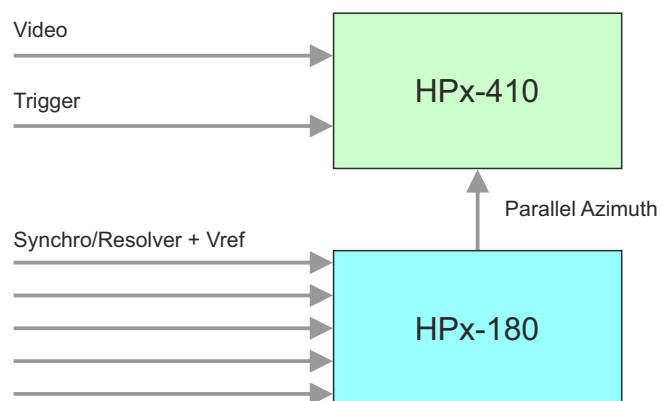 Video
HPx-410
Trigger
Parallel Azimuth
Synchro/Resolver + Vref
HPx-180